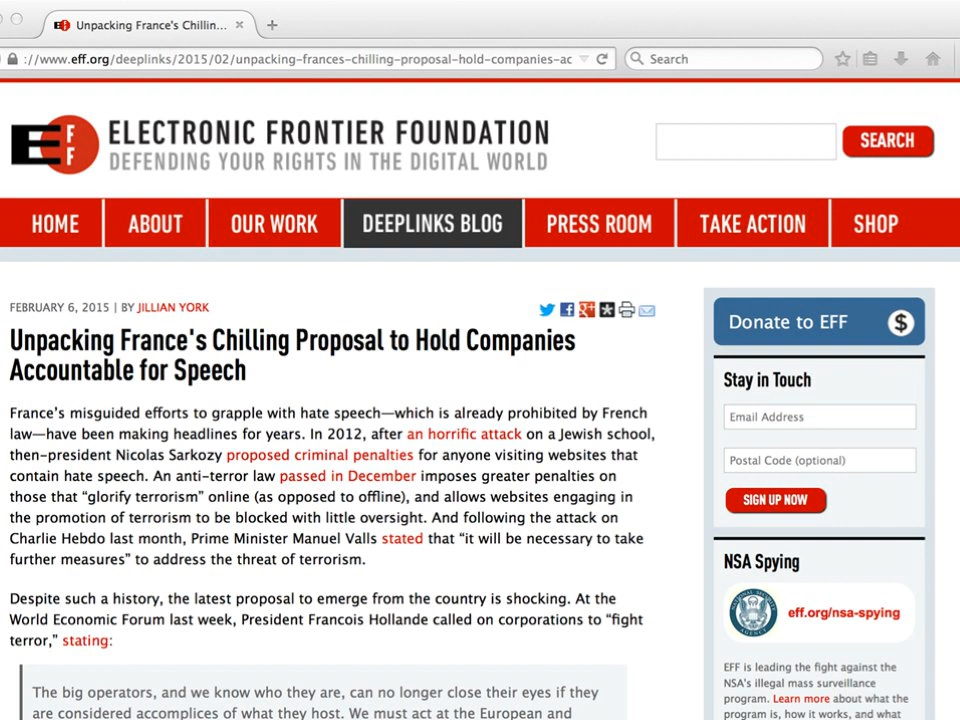 Unpacking France's Chillin...
://www.eff.org/deeplinks/2015/02/unpacking-frances-chilling-proposal-hold-companies-ac
Search
EFF
ELECTRONIC FRONTIER FOUNDATION
DEFENDING YOUR RIGHTS IN THE DIGITAL WORLD
SEARCH
HOME ABOUT OUR WORK DEEPLINKS BLOG PRESS ROOM TAKE ACTION SHOP
FEBRUARY 6, 2015 | BY JILLIAN YORK
Unpacking France's Chilling Proposal to Hold Companies
Accountable for Speech
France's misguided efforts to grapple with hate speech—which is already prohibited by French
law—have been making headlines for years. In 2012, after an horrific attack on a Jewish school,
then-president Nicolas Sarkozy proposed criminal penalties for anyone visiting websites that
contain hate speech. An anti-terror law passed in December imposes greater penalties on
those that “glorify terrorism” online (as opposed to offline), and allows websites engaging in
the promotion of terrorism to be blocked with little oversight. And following the attack on
Charlie Hebdo last month, Prime Minister Manuel Valls stated that “it will be necessary to take
further measures” to address the threat of terrorism.
Despite such a history, the latest proposal to emerge from the country is shocking. At the
World Economic Forum last week, President Francois Hollande called on corporations to “fight
terror,” stating:
The big operators, and we know who they are, can no longer close their eyes if they
are considered accomplices of what they host. We must act at the European and
Donate to EFF
$
Stay in Touch
Email Address
Postal Code (optional)
SIGN UP NOW
NSA Spying
eff.org/nsa-spying
EFF is leading the fight against the
NSA's illegal mass surveillance
program. Learn more about what the
program is, how it works, and what